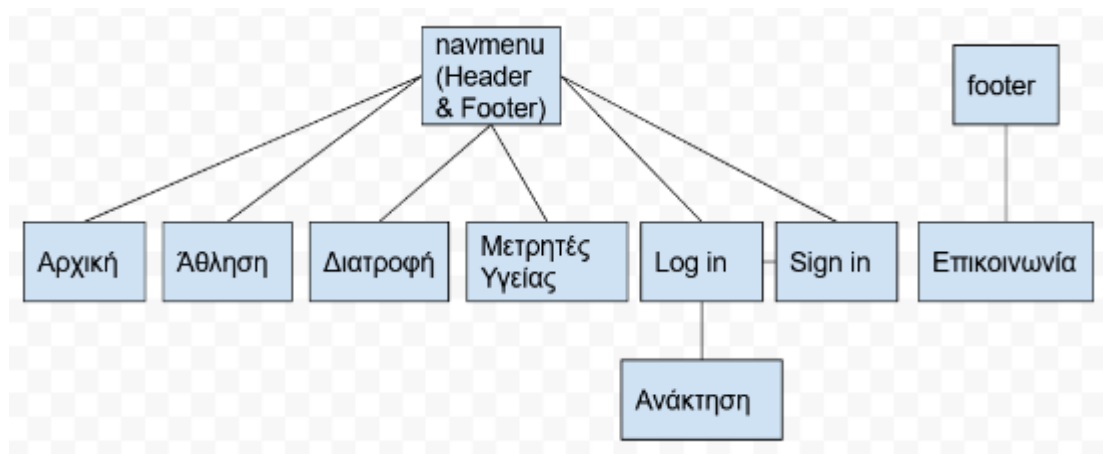 navmenu
(Header
& Footer)
footer
Αρχική
Άθληση
Διατροφή
Μετρητές
Υγείας
Log in
Sign in
Επικοινωνία
Ανάκτηση